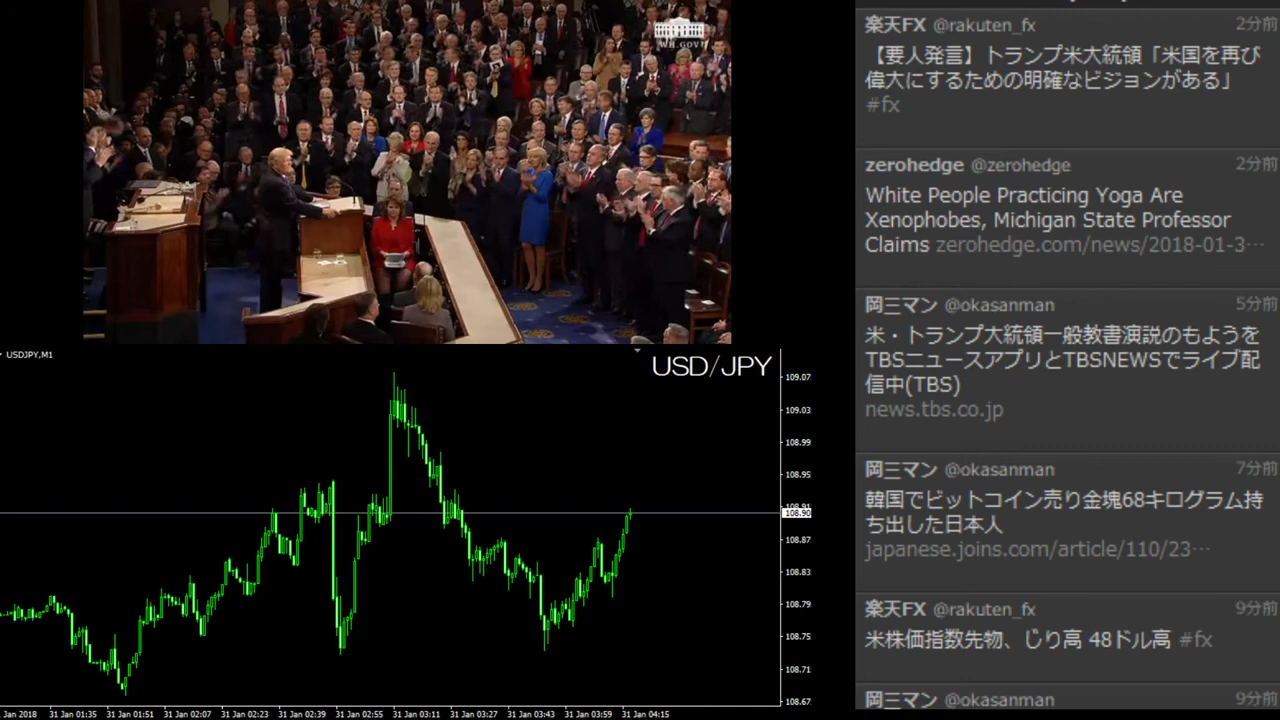 WH.GOV
USDJPY,M1
USD/JPY
109.07
109.03
108.99
108.95
108.91
108.90
108.87
108.83
108.79
108.75
108.71
108.67
Jan 2018
31 Jan 01:35
31 Jan 01:51
31 Jan 02:07
31 Jan 02:23
31 Jan 02:39
31 Jan 02:55
31 Jan 03:11
31 Jan 03:27
31 Jan 03:43
31 Jan 03:59
31 Jan 04:15
楽天FX @rakuten_fx 2分前
【要人発言】トランプ米大統領「米国を再び
偉大にするための明確なビジョンがある」
#fx
zerohedge @zerohedge 2分前
White People Practicing Yoga Are
Xenophobes, Michigan State Professor
Claims zerohedge.com/news/2018-01-3…
岡三マン @okasanman 5分前
米・トランプ大統領一般教書演説のもようを
TBSニュースアプリとTBSNEWSでライブ配
信中(TBS)
news.tbs.co.jp
岡三マン @okasanman 7分前
韓国でビットコイン売り金塊68キログラム持
ち出した日本人
japanese.joins.com/article/110/23…
楽天FX @rakuten_fx 9分前
米株価指数先物、じり高 48ドル高 #fx
岡三マン @okasanman 9分前